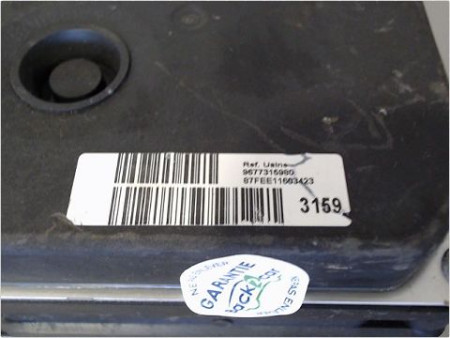 Ref. Usine
9677315980
87FEE11663423
3159
GARANTIE